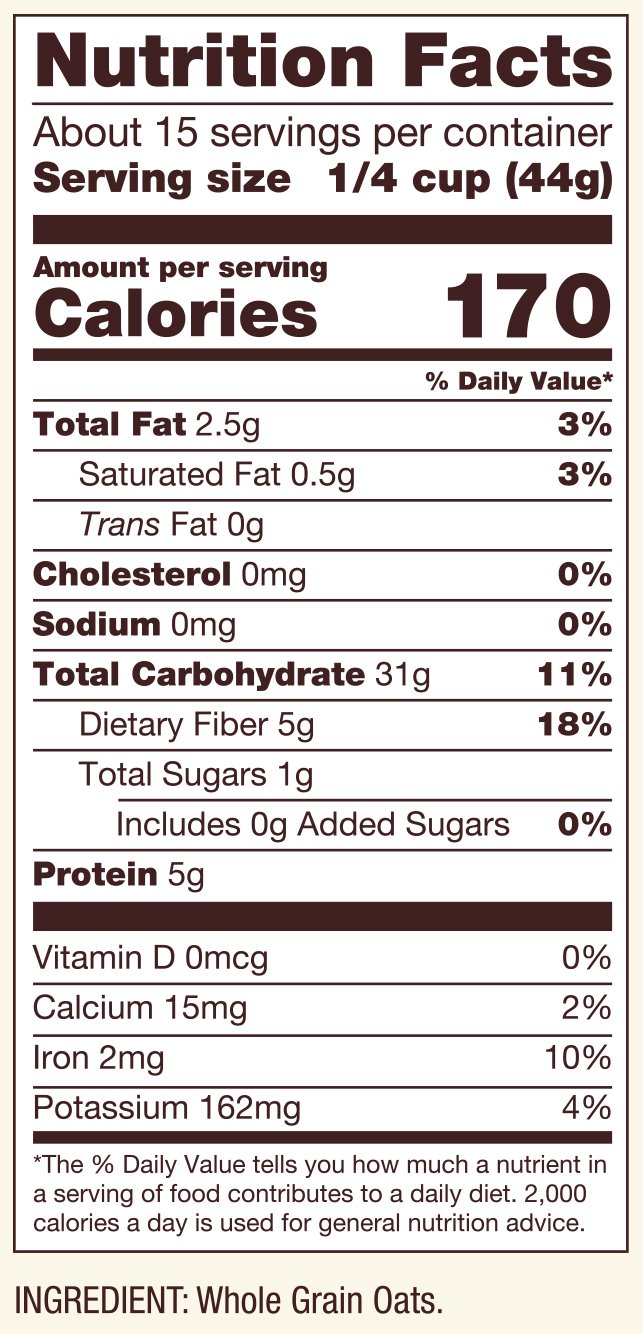 Nutrition Facts
About 15 servings per container
Serving size 1/4 cup (44g)
Amount per serving
Calories 170
% Daily Value*
Total Fat 2.5g 3%
Saturated Fat 0.5g 3%
Trans Fat 0g
Cholesterol 0mg 0%
Sodium 0mg 0%
Total Carbohydrate 31g 11%
Dietary Fiber 5g 18%
Total Sugars 1g
Includes 0g Added Sugars 0%
Protein 5g
Vitamin D 0mcg 0%
Calcium 15mg 2%
Iron 2mg 10%
Potassium 162mg 4%
*The % Daily Value tells you how much a nutrient in
a serving of food contributes to a daily diet. 2,000
calories a day is used for general nutrition advice.
INGREDIENT: Whole Grain Oats.